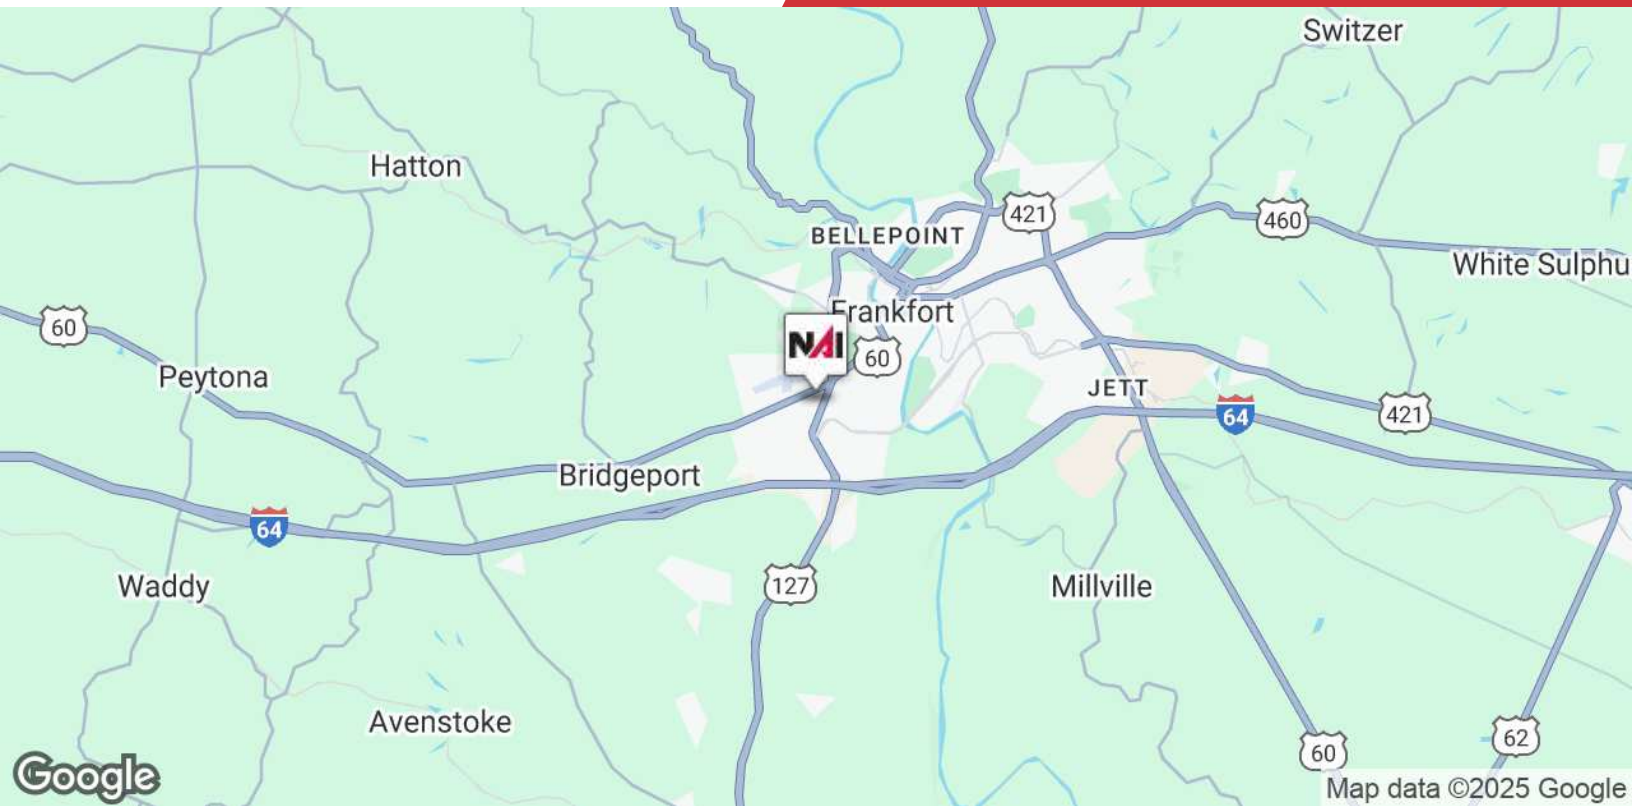 Switzer
Hatton
421
460
BELLEPOINT
White Sulphu
Frankfort
60
NAI
60
Peytona
JETT
64
421
Bridgeport
64
Waddy
127
Millville
Avenstoke
62
60
Google
Map data ©2025 Google